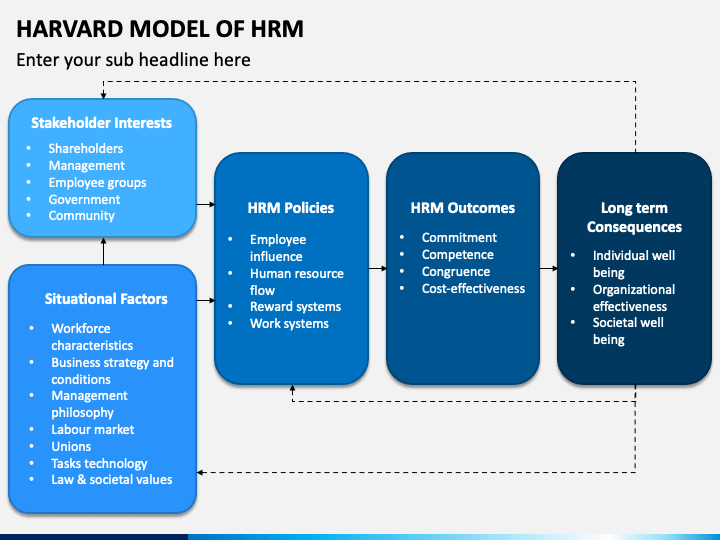 HARVARD MODEL OF HRM
Enter your sub headline here
Stakeholder Interests
• Shareholders
• Management
• Employee groups
• Government
• Community
Situational Factors
• Workforce
characteristics
• Business strategy and
conditions
• Management
philosophy
• Labour market
• Unions
• Tasks technology
• Law & societal values
HRM Policies
• Employee
influence
• Human resource
flow
• Reward systems
• Work systems
HRM Outcomes
• Commitment
• Competence
• Congruence
• Cost-effectiveness
Long term
Consequences
• Individual well
being
• Organizational
effectiveness
• Societal well
being